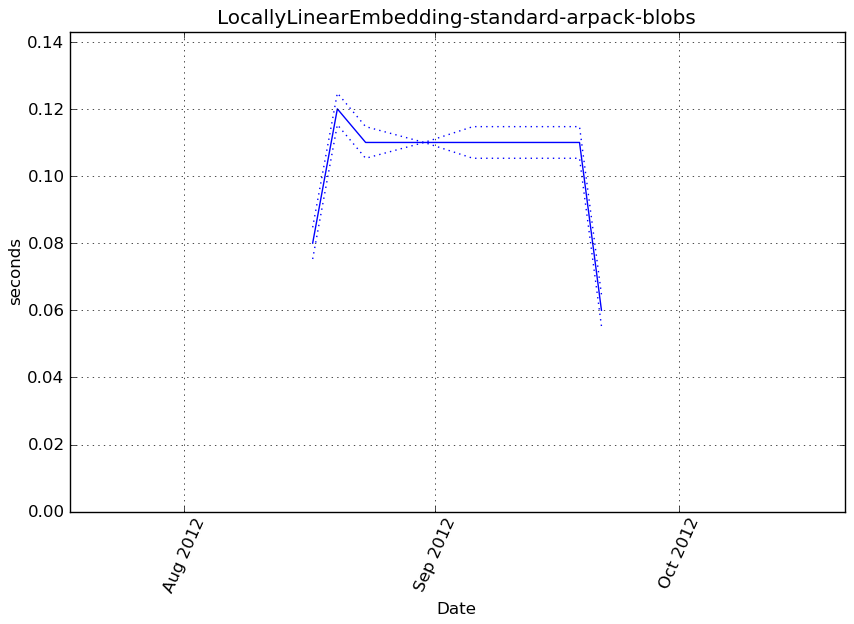 LocallyLinearEmbedding-standard-arpack-blobs
0.14
0.12
0.10
0.08
0.06
0.04
0.02
0.00
seconds
Aug 2012
Sep 2012
Oct 2012
Date